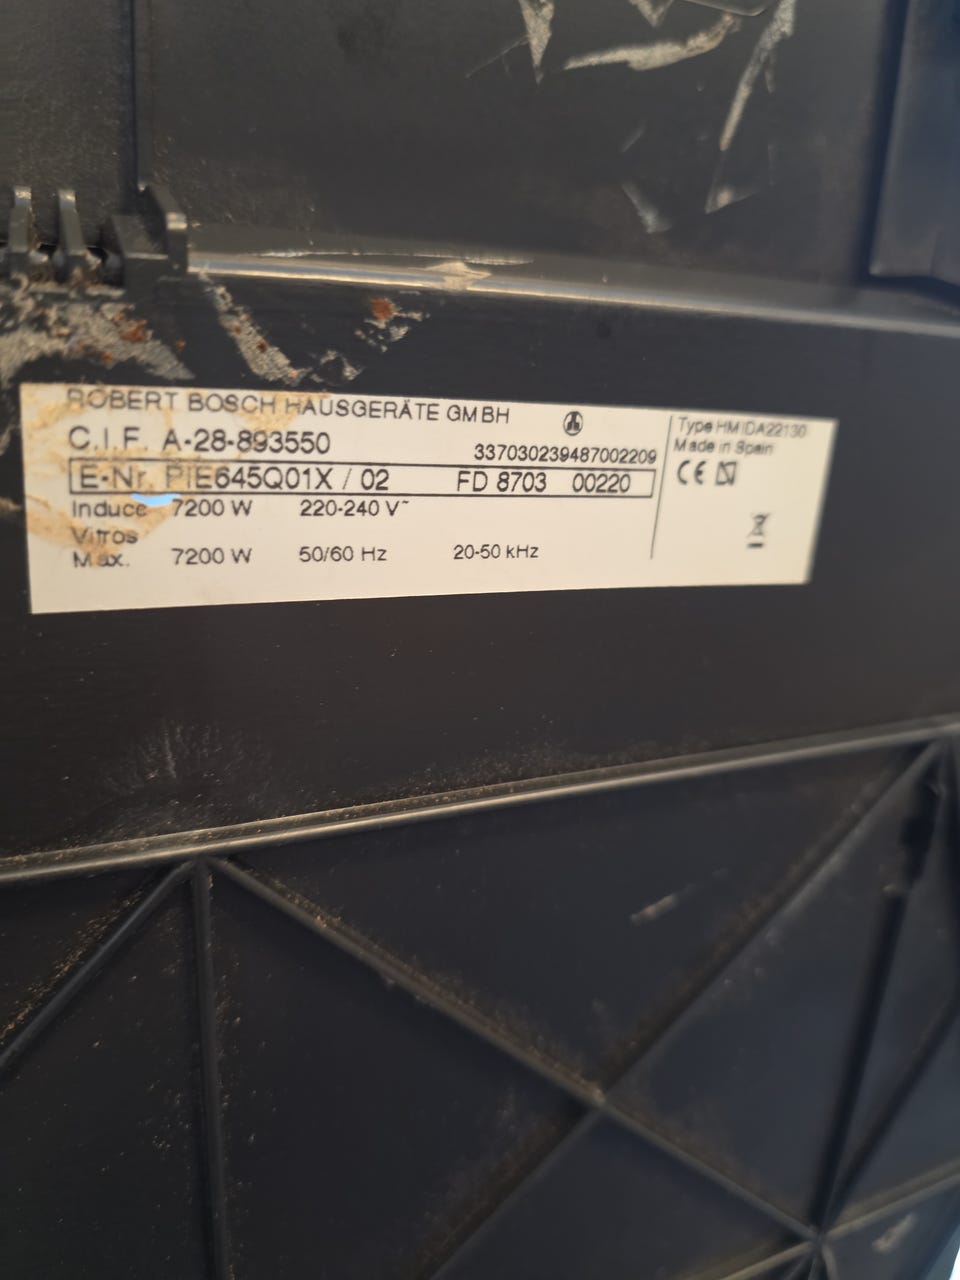 ROBERT BOSCH HAUSGERÄTE GMBH
C.I.F. A-28-893550
337030239487002209
E-Nr. PIE645Q01X / 02 FD 8703 00220
Induce 7200 W 220-240 V~
Vitros
Max. 7200 W 50/60 Hz 20-50 kHz
Type HMIDA22130
Made in Spain
CE